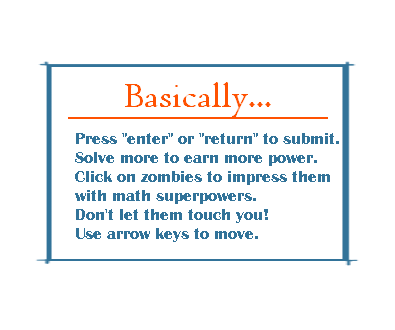 Basically...
Press "enter" or "return" to submit.
Solve more to earn more power.
Click on zombies to impress them
with math superpowers.
Don't let them touch you!
Use arrow keys to move.